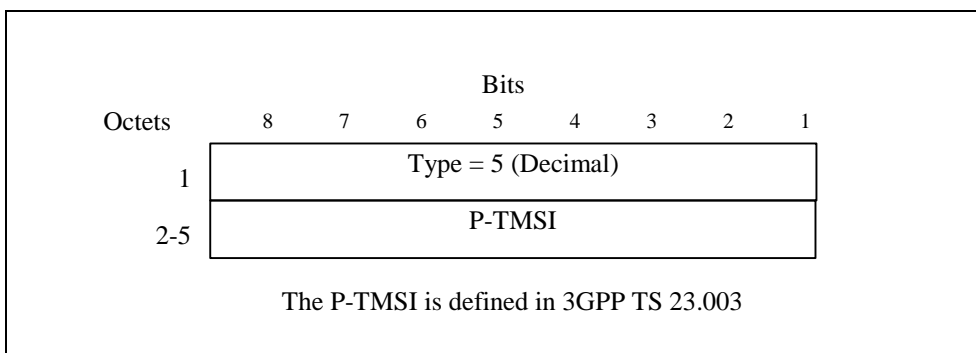 Bits
Octets 8 7 6 5 4 3 2 1
1 Type = 5 (Decimal)
2-5 P-TMSI
The P-TMSI is defined in 3GPP TS 23.003